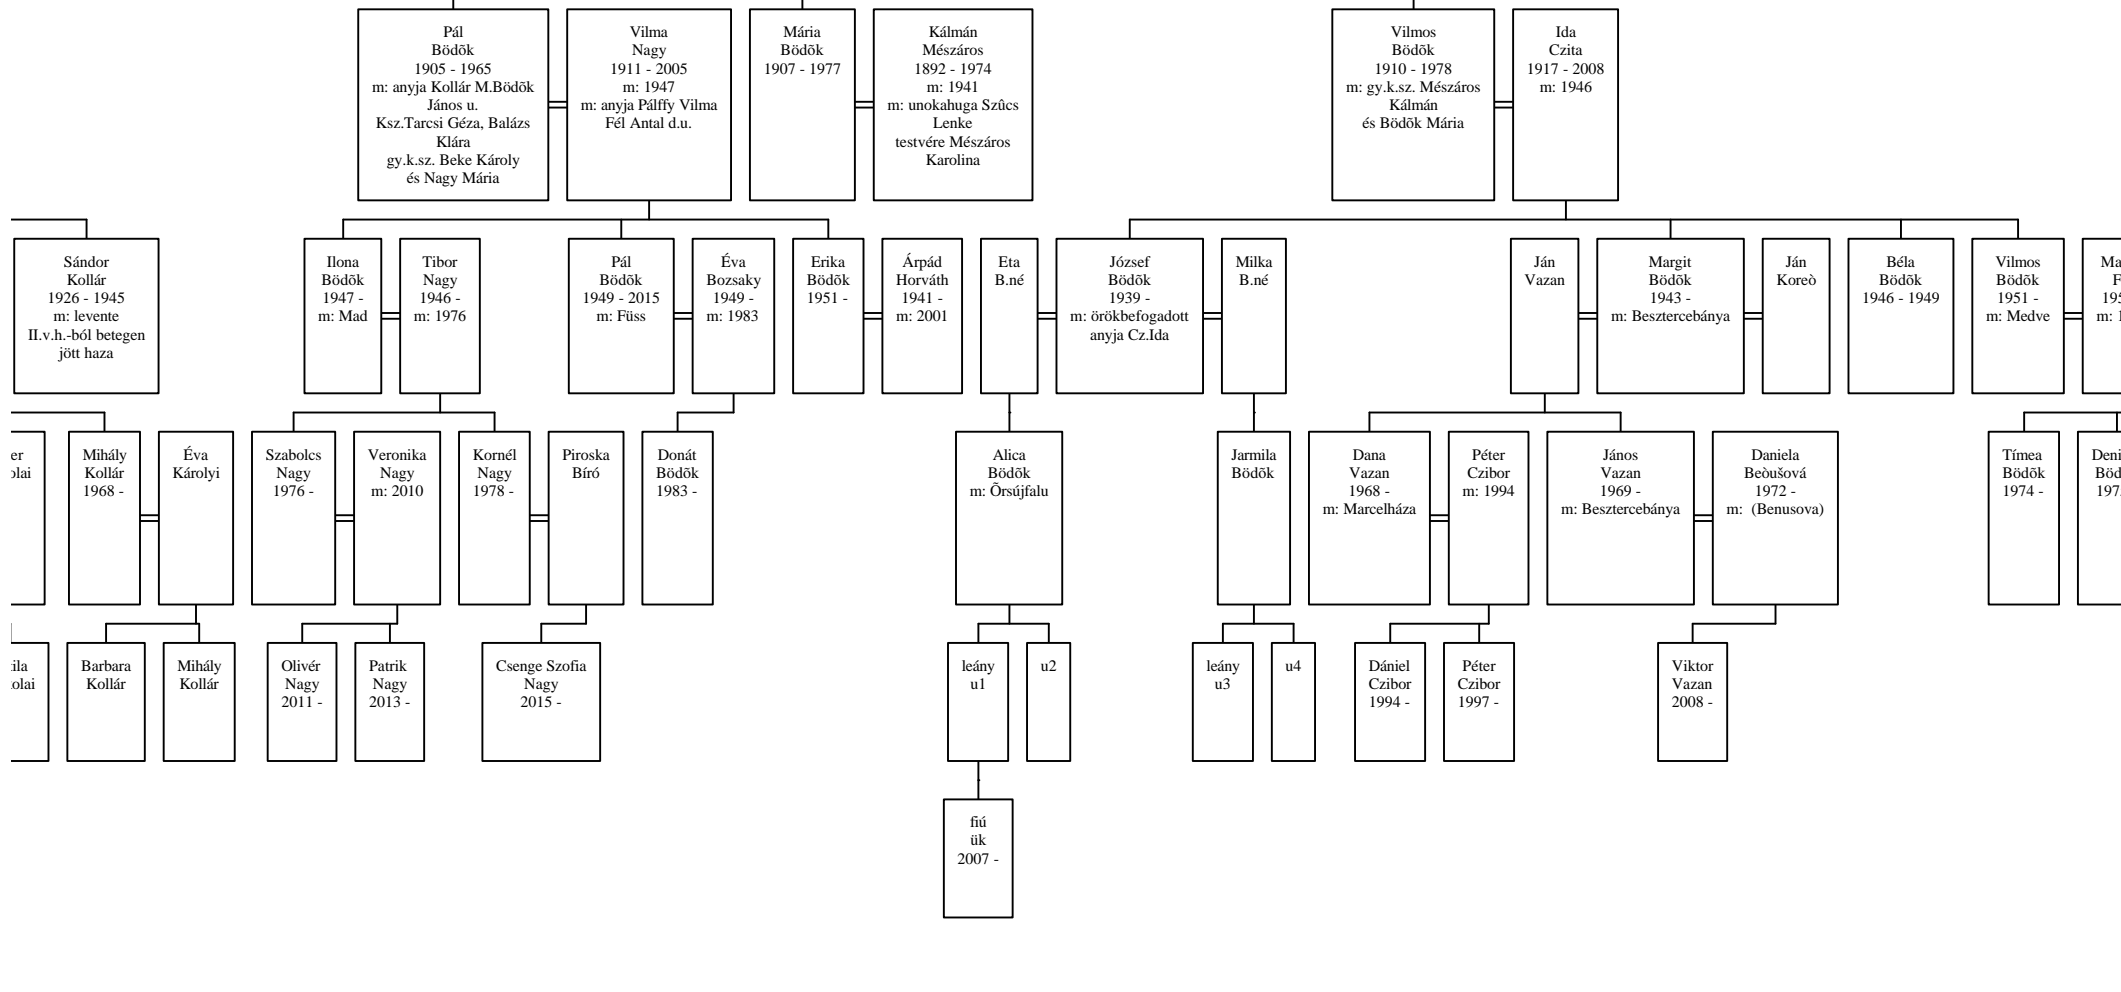 Pál
Bödõk
1905 - 1965
m: anyja Kollár M.Bödõk
János u.
Ksz.Tarcsi Géza, Balázs
Klára
gy.k.sz. Beke Károly
és Nagy Mária
Vilma
Nagy
1911 - 2005
m: 1947
m: anyja Pálffy Vilma
Fél Antal d.u.
Mária
Bödõk
1907 - 1977
Kálmán
Mészáros
1892 - 1974
m: 1941
m: unokahuga Szûcs
Lenke
testvére Mészáros
Karolina
Vilmos
Bödõk
1910 - 1978
m: gy.k.sz. Mészáros
Kálmán
és Bödõk Mária
Ida
Czita
1917 - 2008
m: 1946
Sándor
Kollár
1926 - 1945
m: levente
II.v.h.-ból betegen
jött haza
Ilona
Bödõk
1947 -
m: Mad
Tibor
Nagy
1946 -
m: 1976
Pál
Bödõk
1949 - 2015
m: Füss
Éva
Bozsaky
1949 -
m: 1983
Erika
Bödõk
1951 -
Árpád
Horváth
1941 -
m: 2001
Eta
B.né
József
Bödõk
1939 -
m: örökbefogadott
anyja Cz.Ida
Milka
B.né
Ján
Vazan
Margit
Bödõk
1943 -
m: Besztercebánya
Ján
Koreò
Béla
Bödõk
1946 - 1949
Vilmos
Bödõk
1951 -
m: Medve
Ma
F
195
m: 1
er
olai
Mihály
Kollár
1968 -
Éva
Károlyi
Szabolcs
Nagy
1976 -
Veronika
Nagy
m: 2010
Kornél
Nagy
1978 -
Piroska
Bíró
Donát
Bödõk
1983 -
Alica
Bödõk
m: Õrsújfalu
Jarmila
Bödõk
Dana
Vazan
1968 -
m: Marcelháza
Péter
Czibor
m: 1994
János
Vazan
1969 -
m: Besztercebánya
Daniela
Beòušová
1972 -
m:  (Benusova)
Tímea
Bödõk
1974 -
Deni
Böd
197
ila
olai
Barbara
Kollár
Mihály
Kollár
Olivér
Nagy
2011 -
Patrik
Nagy
2013 -
Csenge Szofia
Nagy
2015 -
leány
u1
u2
leány
u3
u4
Dániel
Czibor
1994 -
Péter
Czibor
1997 -
Viktor
Vazan
2008 -
fiú
ük
2007 -